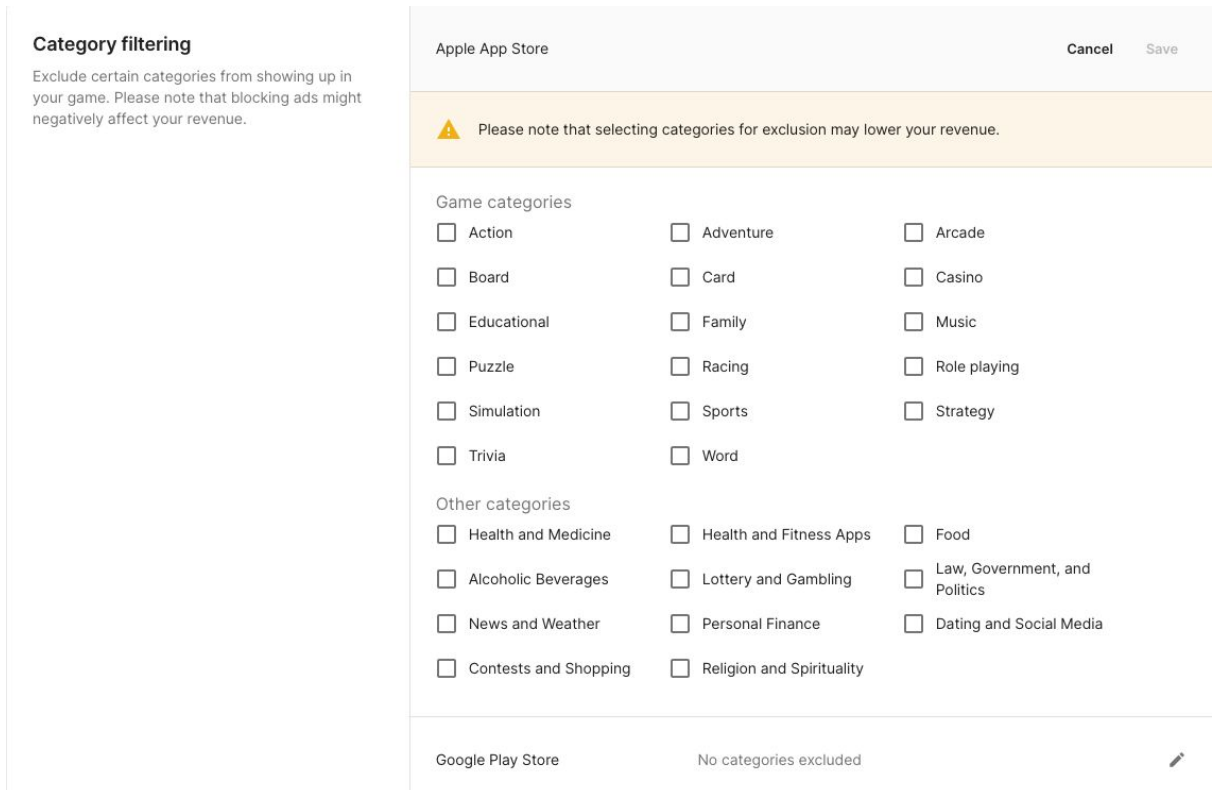 Category filtering
Exclude certain categories from showing up in
your game. Please note that blocking ads might
negatively affect your revenue.
Apple App Store
Cancel
Save
Please note that selecting categories for exclusion may lower your revenue.
Game categories
Action
Adventure
Arcade
Board
Card
Casino
Educational
Family
Music
Puzzle
Racing
Role playing
Simulation
Sports
Strategy
Trivia
Word
Other categories
Health and Medicine
Health and Fitness Apps
Food
Alcoholic Beverages
Lottery and Gambling
Law, Government, and
Politics
News and Weather
Personal Finance
Dating and Social Media
Contests and Shopping
Religion and Spirituality
Google Play Store
No categories excluded